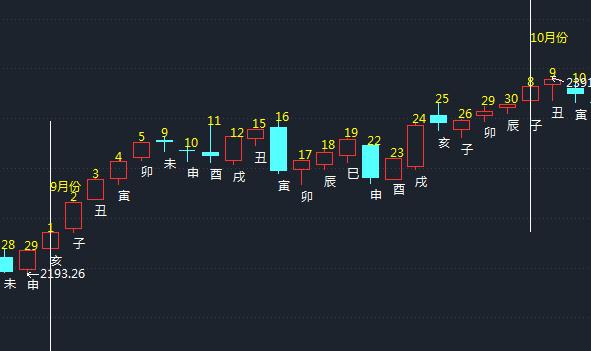 10月份
8 9 10
2391
25 26 29 30
丑 寅
24
亥 子 卯 辰 子
11 12 15 16
5 9 10 17 18 19 22 23
4
未 申 酉 戌 丑 寅 卯 辰 巳 申 酉 戌
3
卯
9月份
2
寅
丑
1
子
28 29
亥
2193.26
未 申